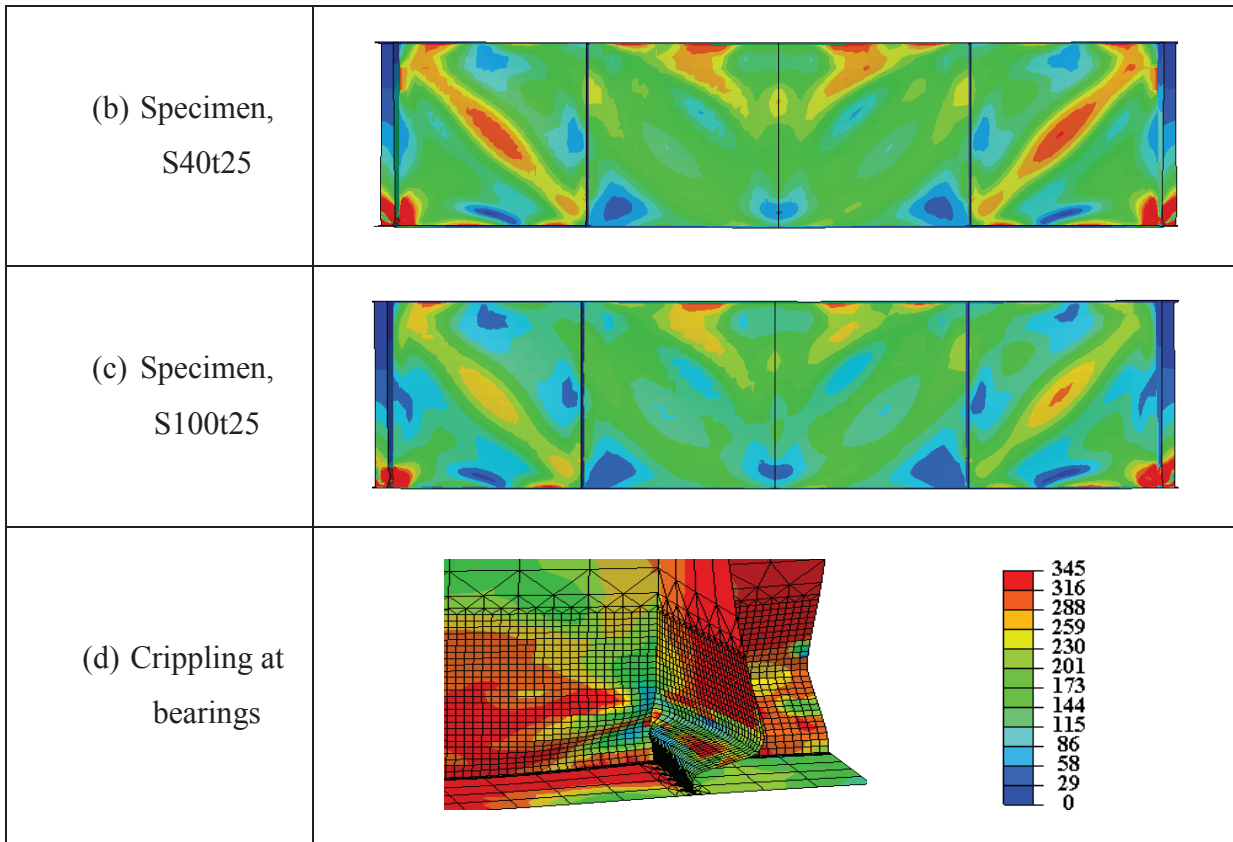 (b) Specimen,
S40t25
(c) Specimen,
S100t25
(d) Crippling at
bearings
345
316
288
259
230
201
173
144
115
86
58
29
0